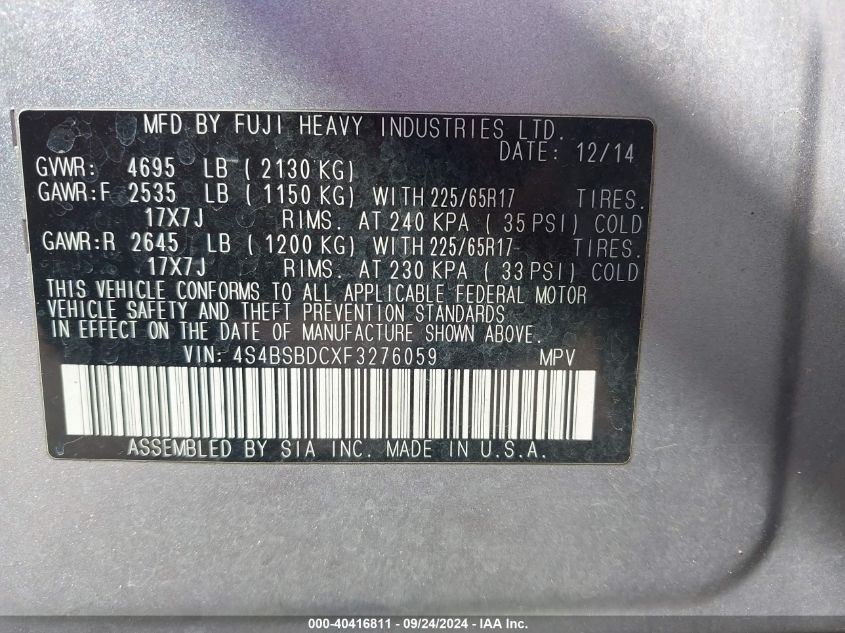 MFD BY FUJI HEAVY INDUSTRIES LTD.
DATE: 12/14
GVWR: 4695 LB ( 2130 KG)
GAWR:F 2535 LB ( 1150 KG) WITH 225/65R17 TIRES.
17X7J RIMS. AT 240 KPA ( 35 PSI) COLD
GAWR:R 2645 LB ( 1200 KG) WITH 225/65R17 TIRES.
17X7J RIMS. AT 230 KPA ( 33 PSI) COLD
THIS VEHICLE CONFORMS TO ALL APPLICABLE FEDERAL MOTOR
VEHICLE SAFETY AND THEFT PREVENTION STANDARDS
IN EFFECT ON THE DATE OF MANUFACTURE SHOWN ABOVE.
VIN: 4S4BSBDCXF3276059 MPV
ASSEMBLED BY SIA INC. MADE IN U.S.A.
000-40416811 - 09/24/2024 - IAA Inc.